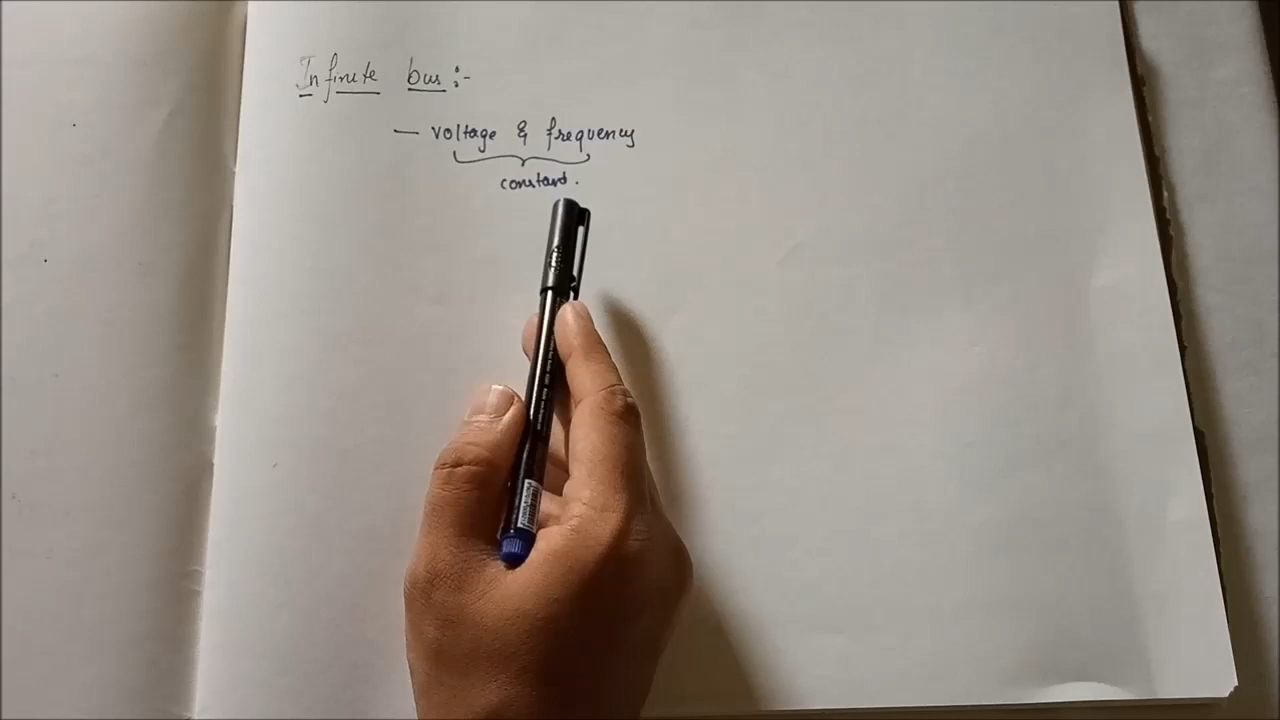 Infinite bus :-
— voltage & frequency
constant.